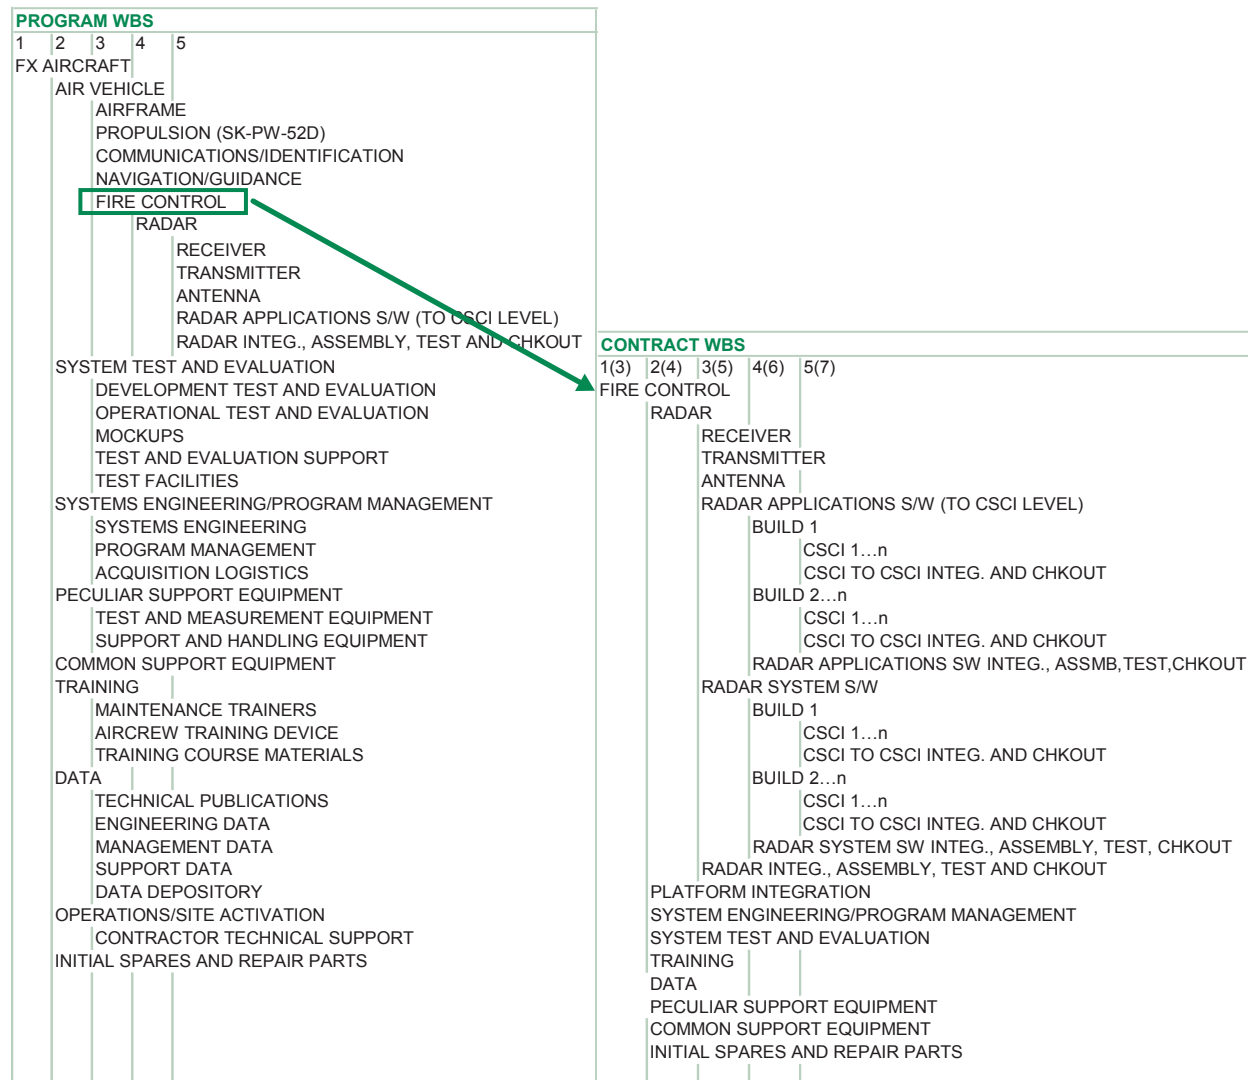 PROGRAM WBS
1 2 3 4 5
FX AIRCRAFT
AIR VEHICLE
AIRFRAME
PROPULSION (SK-PW-52D)
COMMUNICATIONS/IDENTIFICATION
NAVIGATION/GUIDANCE
FIRE CONTROL
RADAR
RECEIVER
TRANSMITTER
ANTENNA
RADAR APPLICATIONS S/W (TO CSCI LEVEL)
RADAR INTEG., ASSEMBLY, TEST AND CHKOUT
SYSTEM TEST AND EVALUATION
DEVELOPMENT TEST AND EVALUATION
OPERATIONAL TEST AND EVALUATION
MOCKUPS
TEST AND EVALUATION SUPPORT
TEST FACILITIES
SYSTEMS ENGINEERING/PROGRAM MANAGEMENT
SYSTEMS ENGINEERING
PROGRAM MANAGEMENT
ACQUISITION LOGISTICS
PECULIAR SUPPORT EQUIPMENT
TEST AND MEASUREMENT EQUIPMENT
SUPPORT AND HANDLING EQUIPMENT
COMMON SUPPORT EQUIPMENT
TRAINING
MAINTENANCE TRAINERS
AIRCREW TRAINING DEVICE
TRAINING COURSE MATERIALS
DATA
TECHNICAL PUBLICATIONS
ENGINEERING DATA
MANAGEMENT DATA
SUPPORT DATA
DATA DEPOSITORY
OPERATIONS/SITE ACTIVATION
CONTRACTOR TECHNICAL SUPPORT
INITIAL SPARES AND REPAIR PARTS
CONTRACT WBS
1(3) 2(4) 3(5) 4(6) 5(7)
FIRE CONTROL
RADAR
RECEIVER
TRANSMITTER
ANTENNA
RADAR APPLICATIONS S/W (TO CSCI LEVEL)
BUILD 1
CSCI 1…n
CSCI TO CSCI INTEG. AND CHKOUT
BUILD 2…n
CSCI 1…n
CSCI TO CSCI INTEG. AND CHKOUT
RADAR APPLICATIONS SW INTEG., ASSMB,TEST,CHKOUT
RADAR SYSTEM S/W
BUILD 1
CSCI 1…n
CSCI TO CSCI INTEG. AND CHKOUT
BUILD 2…n
CSCI 1…n
CSCI TO CSCI INTEG. AND CHKOUT
RADAR SYSTEM SW INTEG., ASSEMBLY, TEST, CHKOUT
RADAR INTEG., ASSEMBLY, TEST AND CHKOUT
PLATFORM INTEGRATION
SYSTEM ENGINEERING/PROGRAM MANAGEMENT
SYSTEM TEST AND EVALUATION
TRAINING
DATA
PECULIAR SUPPORT EQUIPMENT
COMMON SUPPORT EQUIPMENT
INITIAL SPARES AND REPAIR PARTS